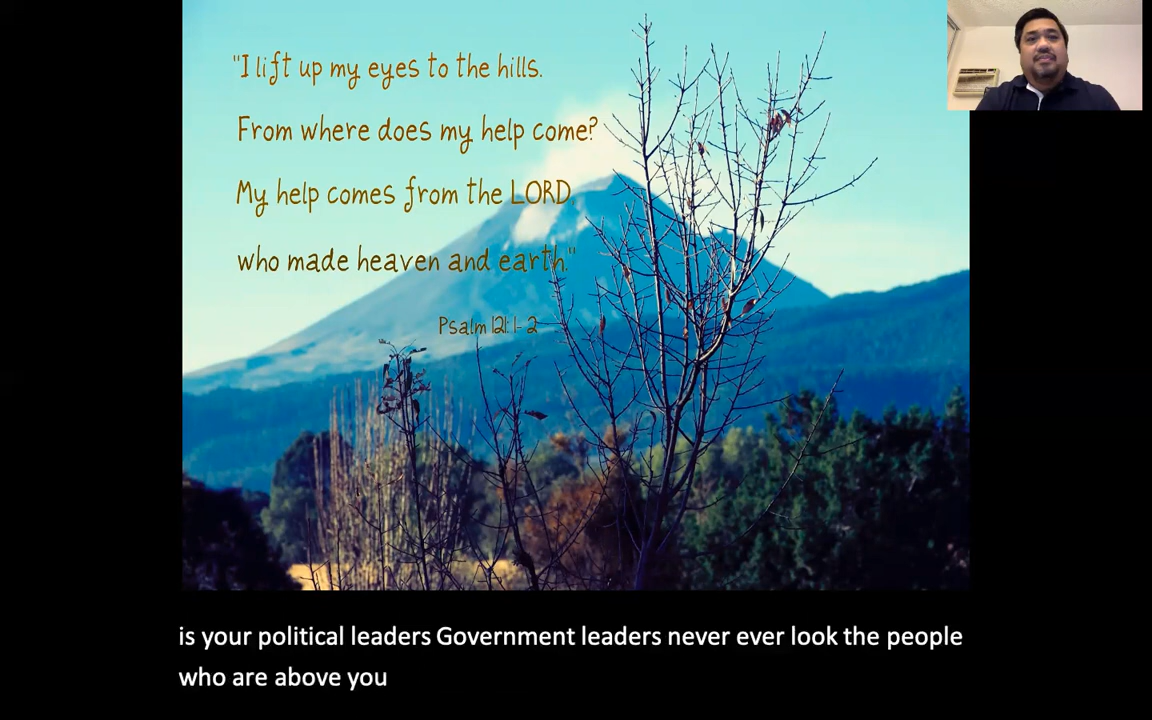 "I lift up my eyes to the hills.
From where does my help come?
My help comes from the LORD,
who made heaven and earth."
Psalm 121: 1-2
is your political leaders Government leaders never ever look the people
who are above you